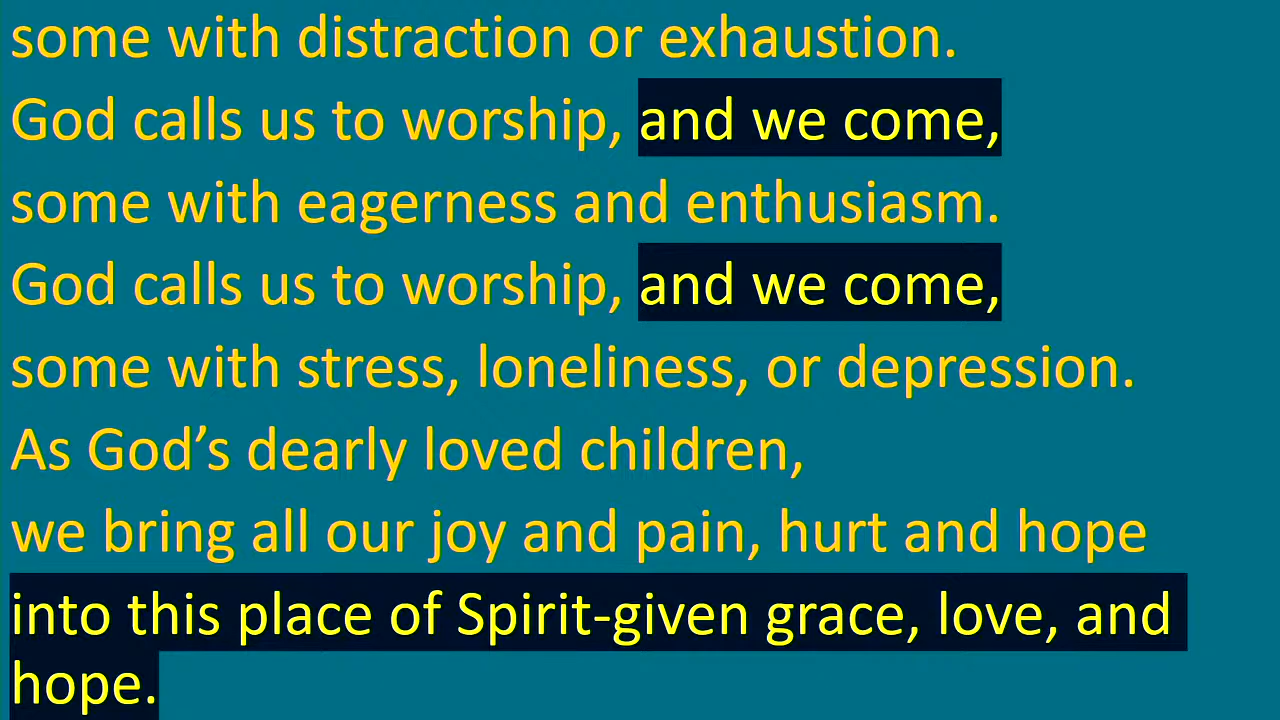 some with distraction or exhaustion.
God calls us to worship, and we come,
some with eagerness and enthusiasm.
God calls us to worship, and we come,
some with stress, loneliness, or depression.
As God’s dearly loved children,
we bring all our joy and pain, hurt and hope
into this place of Spirit-given grace, love, and
hope.